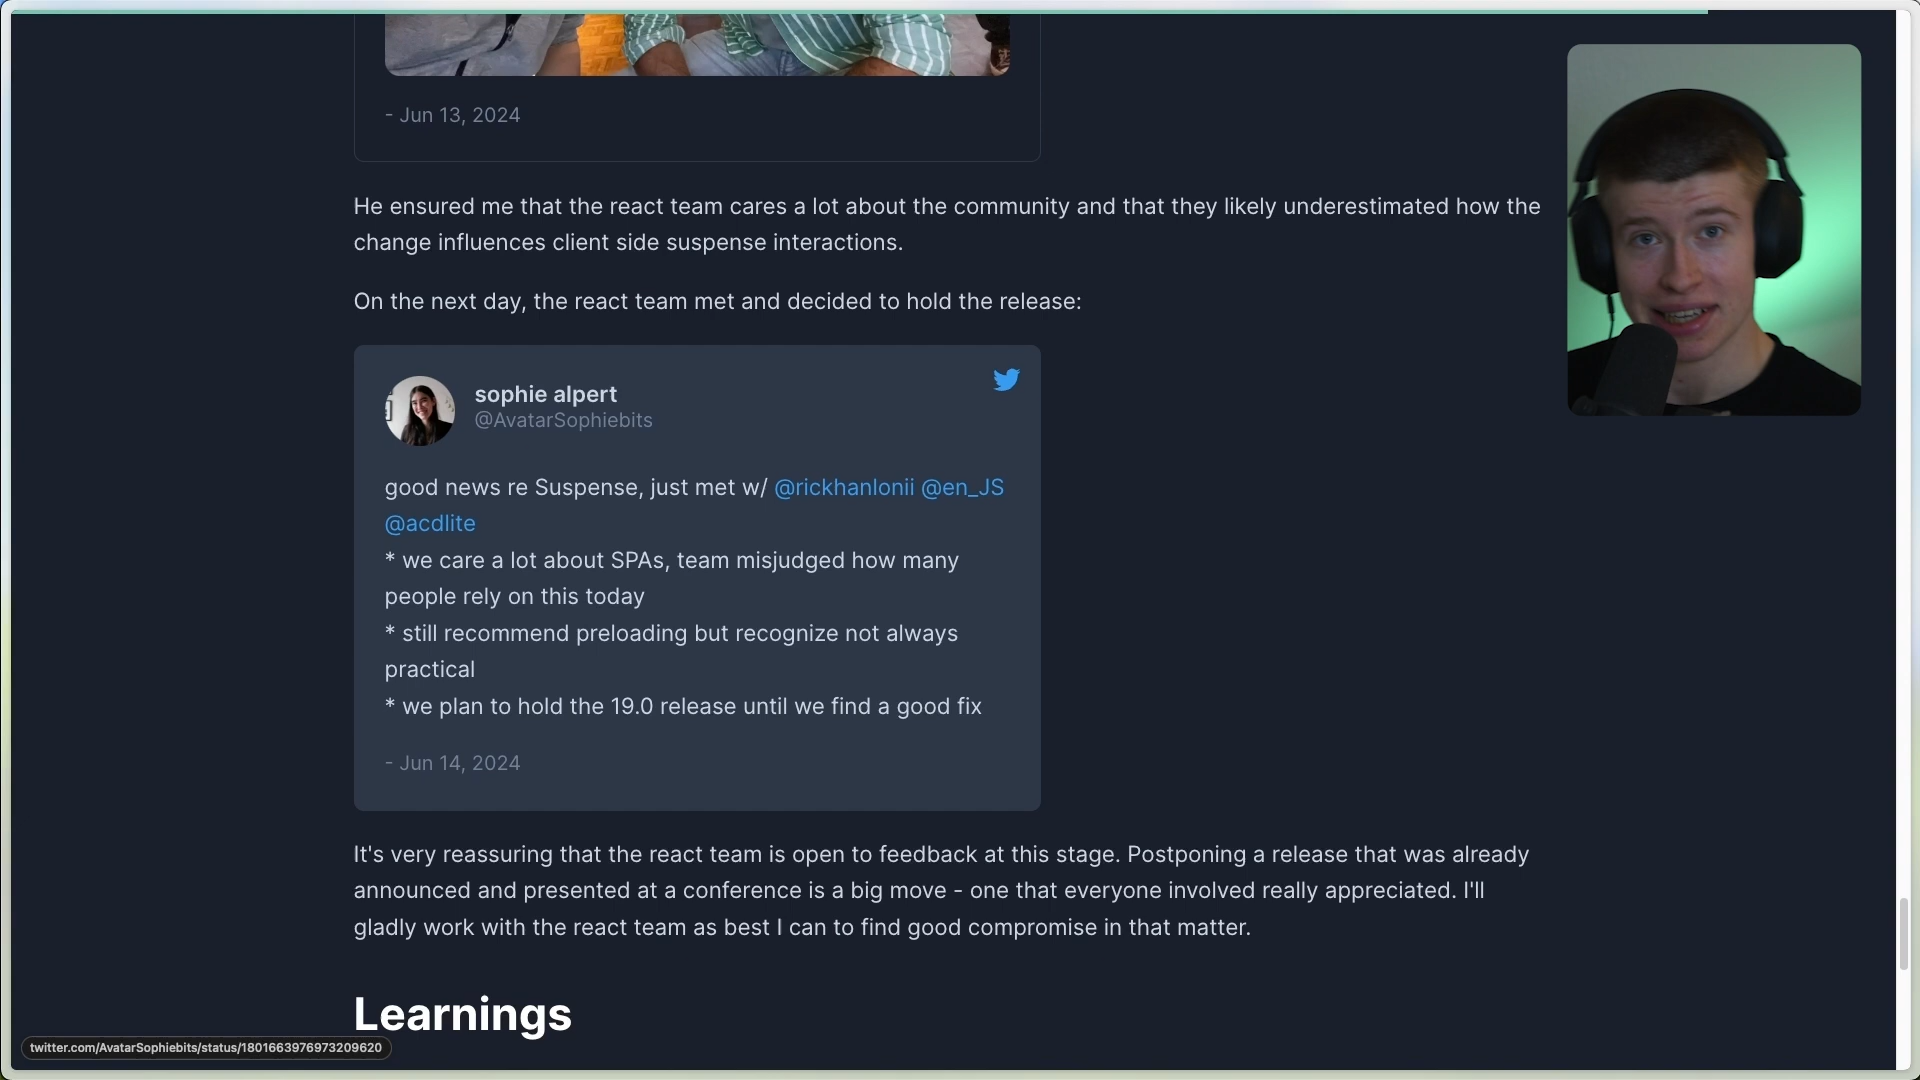 - Jun 13, 2024
He ensured me that the react team cares a lot about the community and that they likely underestimated how the
change influences client side suspense interactions.
On the next day, the react team met and decided to hold the release:
sophie alpert
@AvatarSophiebits
good news re Suspense, just met w/ @rickhanlonii @en_JS
@acdlite
* we care a lot about SPAs, team misjudged how many
people rely on this today
* still recommend preloading but recognize not always
practical
* we plan to hold the 19.0 release until we find a good fix
- Jun 14, 2024
It's very reassuring that the react team is open to feedback at this stage. Postponing a release that was already
announced and presented at a conference is a big move - one that everyone involved really appreciated. I'll
gladly work with the react team as best I can to find good compromise in that matter.
Learnings
twitter.com/AvatarSophiebits/status/1801663976973209620